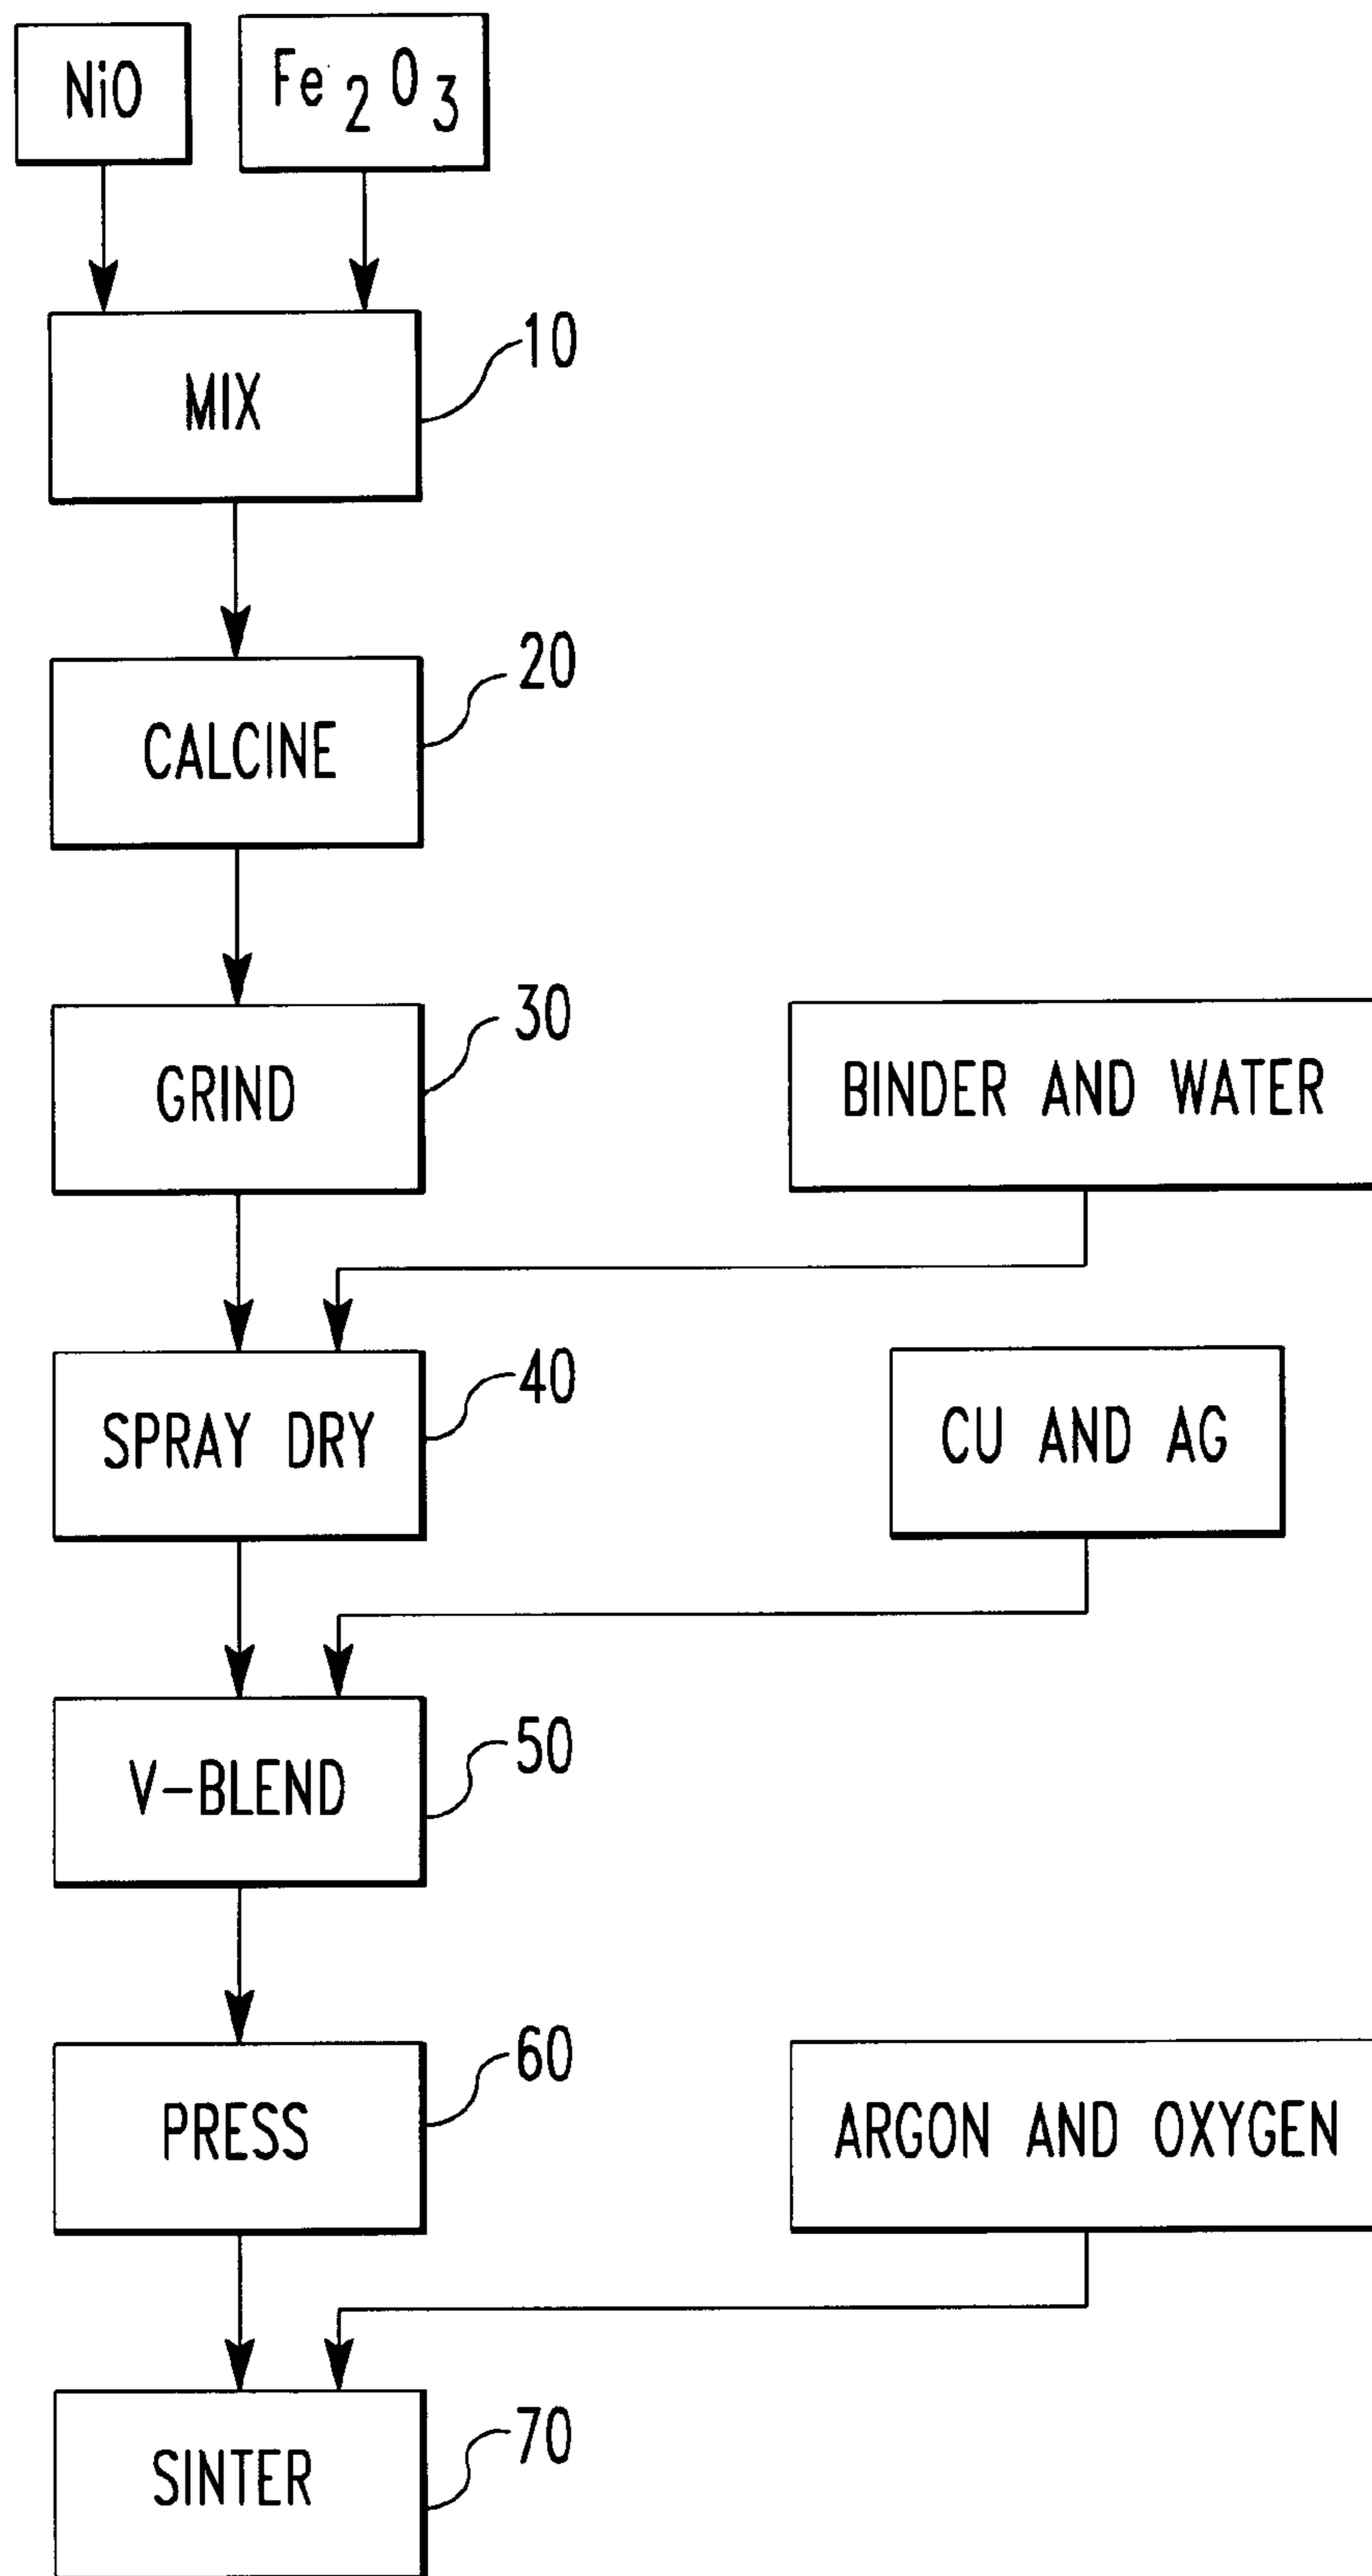 NiO
Fe2O3
MIX
10
CALCINE
20
GRIND
30
BINDER AND WATER
SPRAY DRY
40
CU AND AG
V-BLEND
50
PRESS
60
ARGON AND OXYGEN
SINTER
70